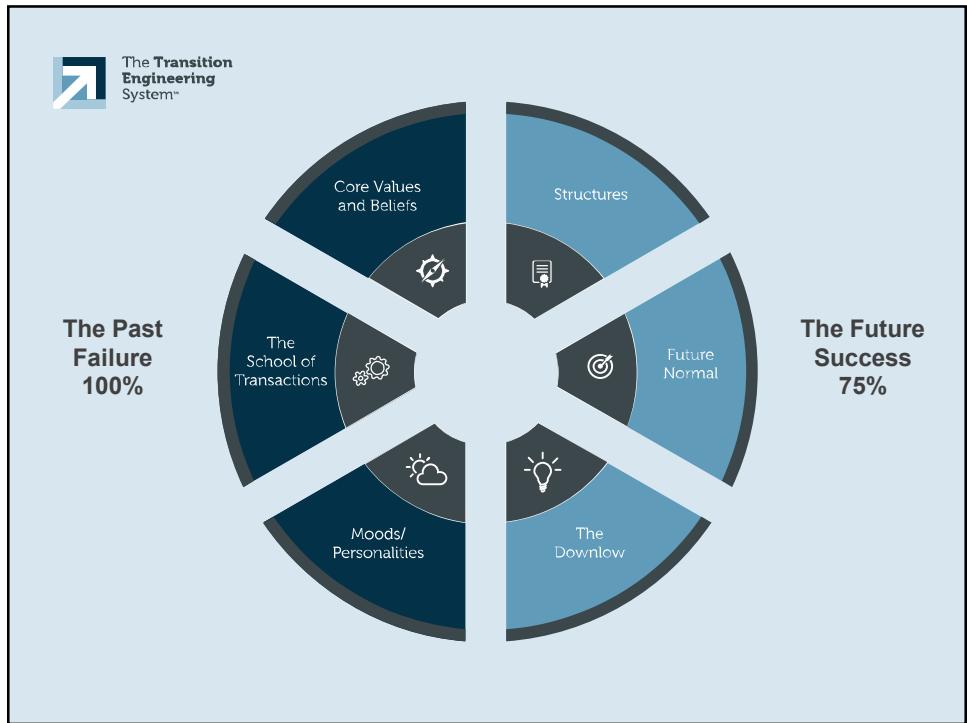 The Transition
Engineering
System™
Core Values
and Beliefs
Structures
The Past
Failure
100%
The
School of
Transactions
Future
Normal
The Future
Success
75%
Moods/
Personalities
The
Downlow